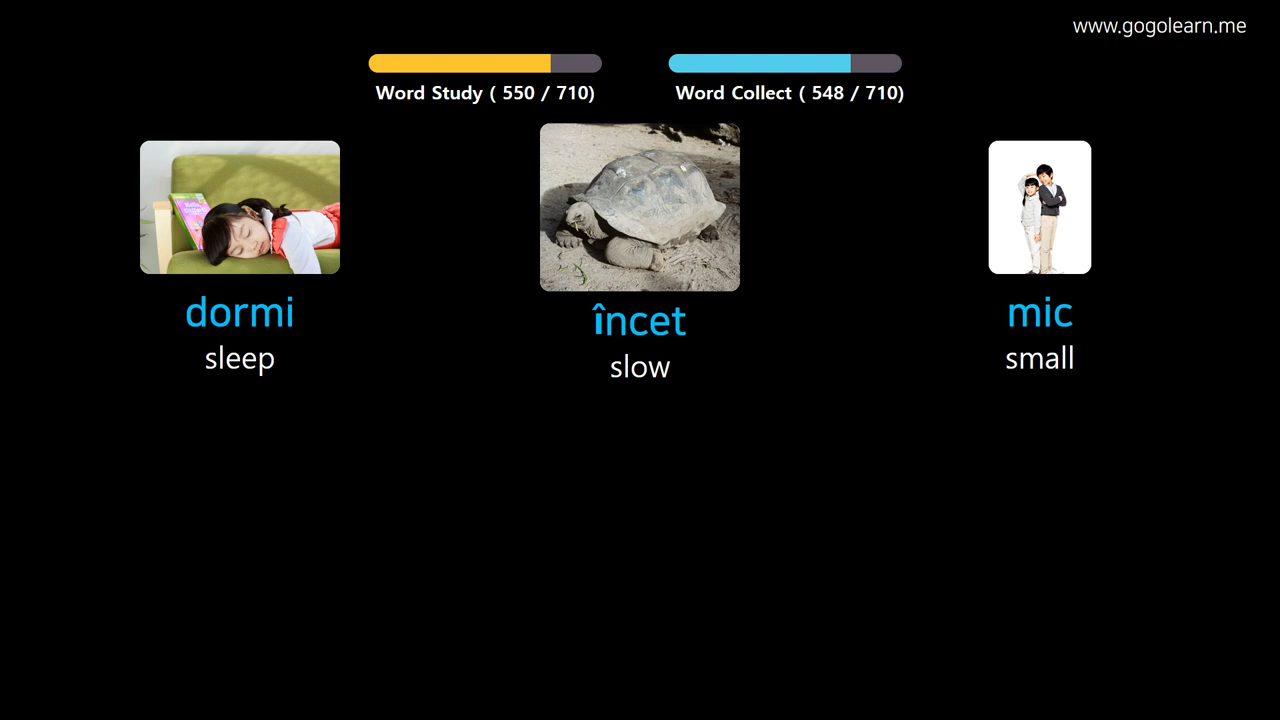 www.gogolearn.me
Word Study ( 550 / 710)
Word Collect ( 548 / 710)
dormi
sleep
încet
slow
mic
small